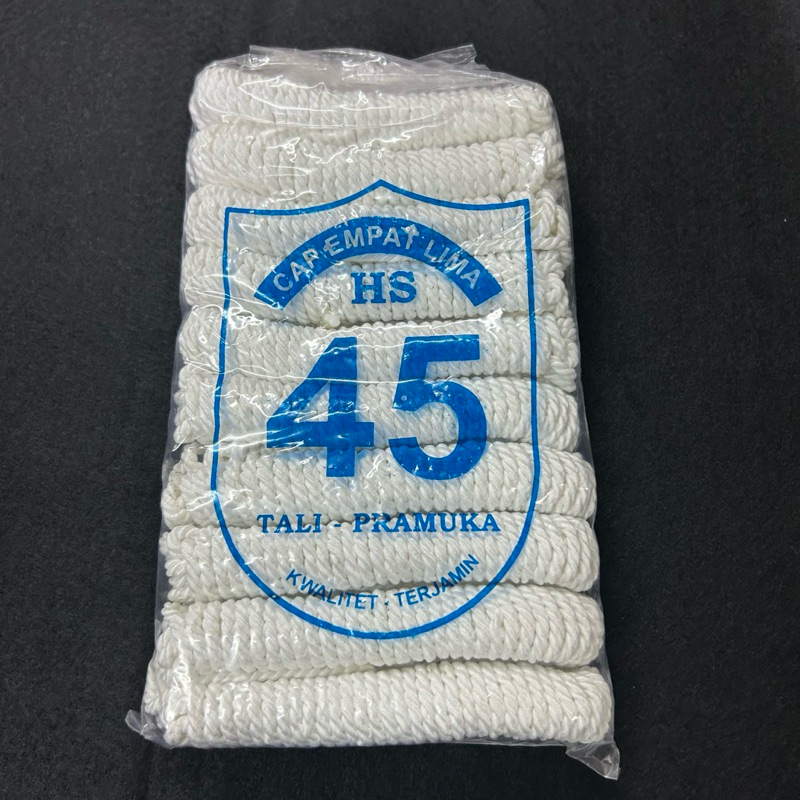 CAP EMPAT LIMA
HS
45
TALI - PRAMUKA
KWALITET - TERJAMIN